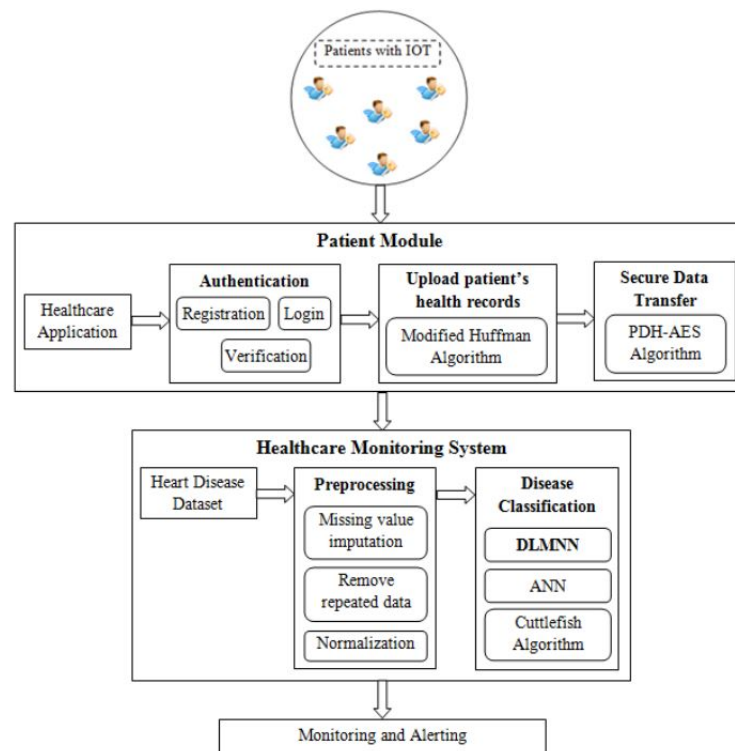 Patients with IOT
Patient Module
Healthcare
Application
Authentication
Registration
Login
Verification
Upload patient's
health records
Modified Huffman
Algorithm
Secure Data
Transfer
PDH-AES
Algorithm
Healthcare Monitoring System
Heart Disease
Dataset
Preprocessing
Missing value
imputation
Remove
repeated data
Normalization
Disease
Classification
DLMNN
ANN
Cuttlefish
Algorithm
Monitoring and Alerting